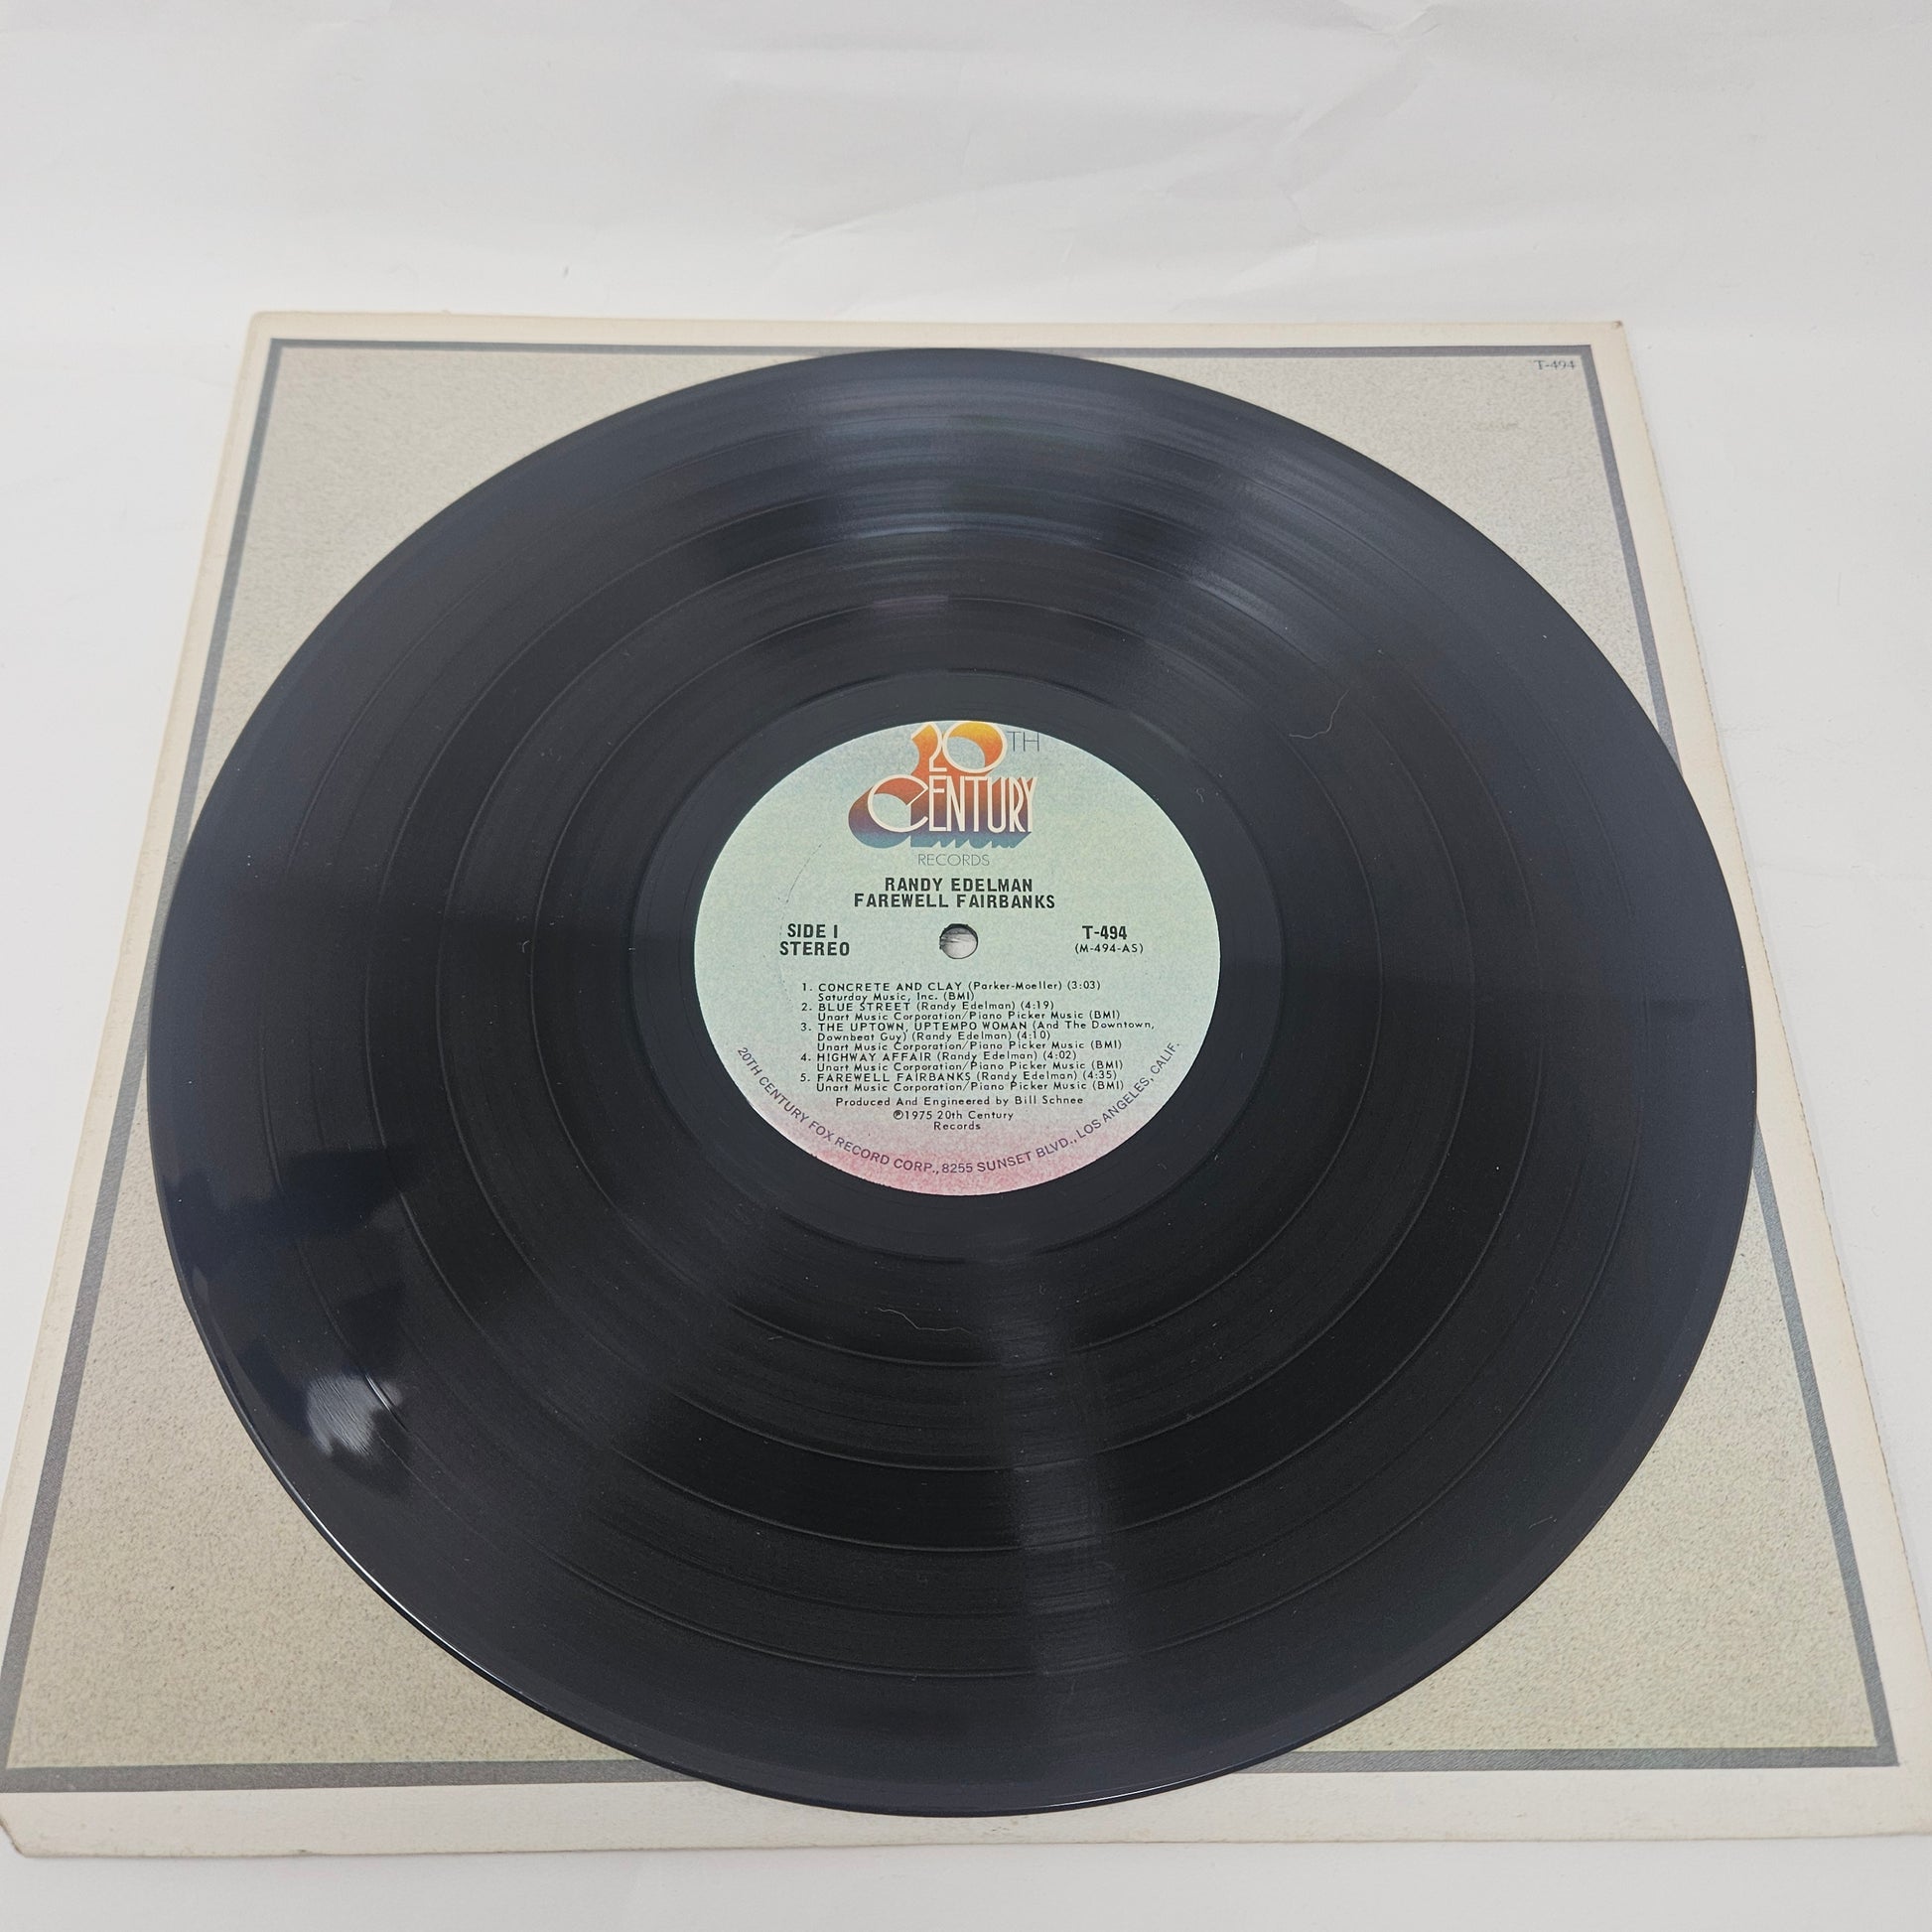 T-494
20TH
CENTURY
RECORDS
RANDY EDELMAN
FAREWELL FAIRBANKS
SIDE I
STEREO
T-494
(M-494-AS)
1. CONCRETE AND CLAY (Parker-Moeller) (3:03)
Saturday Music, Inc. (BMI)
2. BLUE STREET (Randy Edelman) (4:19)
Unart Music Corporation/Piano Picker Music (BMI)
3. THE UPTOWN, UPTEMPO WOMAN (And The Downtown,
Downbeat Guy) (Randy Edelman) (4:10)
Unart Music Corporation/Piano Picker Music (BMI)
4. HIGHWAY AFFAIR (Randy Edelman) (4:02)
Unart Music Corporation/Piano Picker Music (BMI)
5. FAREWELL FAIRBANKS (Randy Edelman) (4:35)
Unart Music Corporation/Piano Picker Music (BMI)
Produced And Engineered by Bill Schnee
℗1975 20th Century
Records
20TH CENTURY FOX RECORD CORP., 8255 SUNSET BLVD., LOS ANGELES, CALIF.